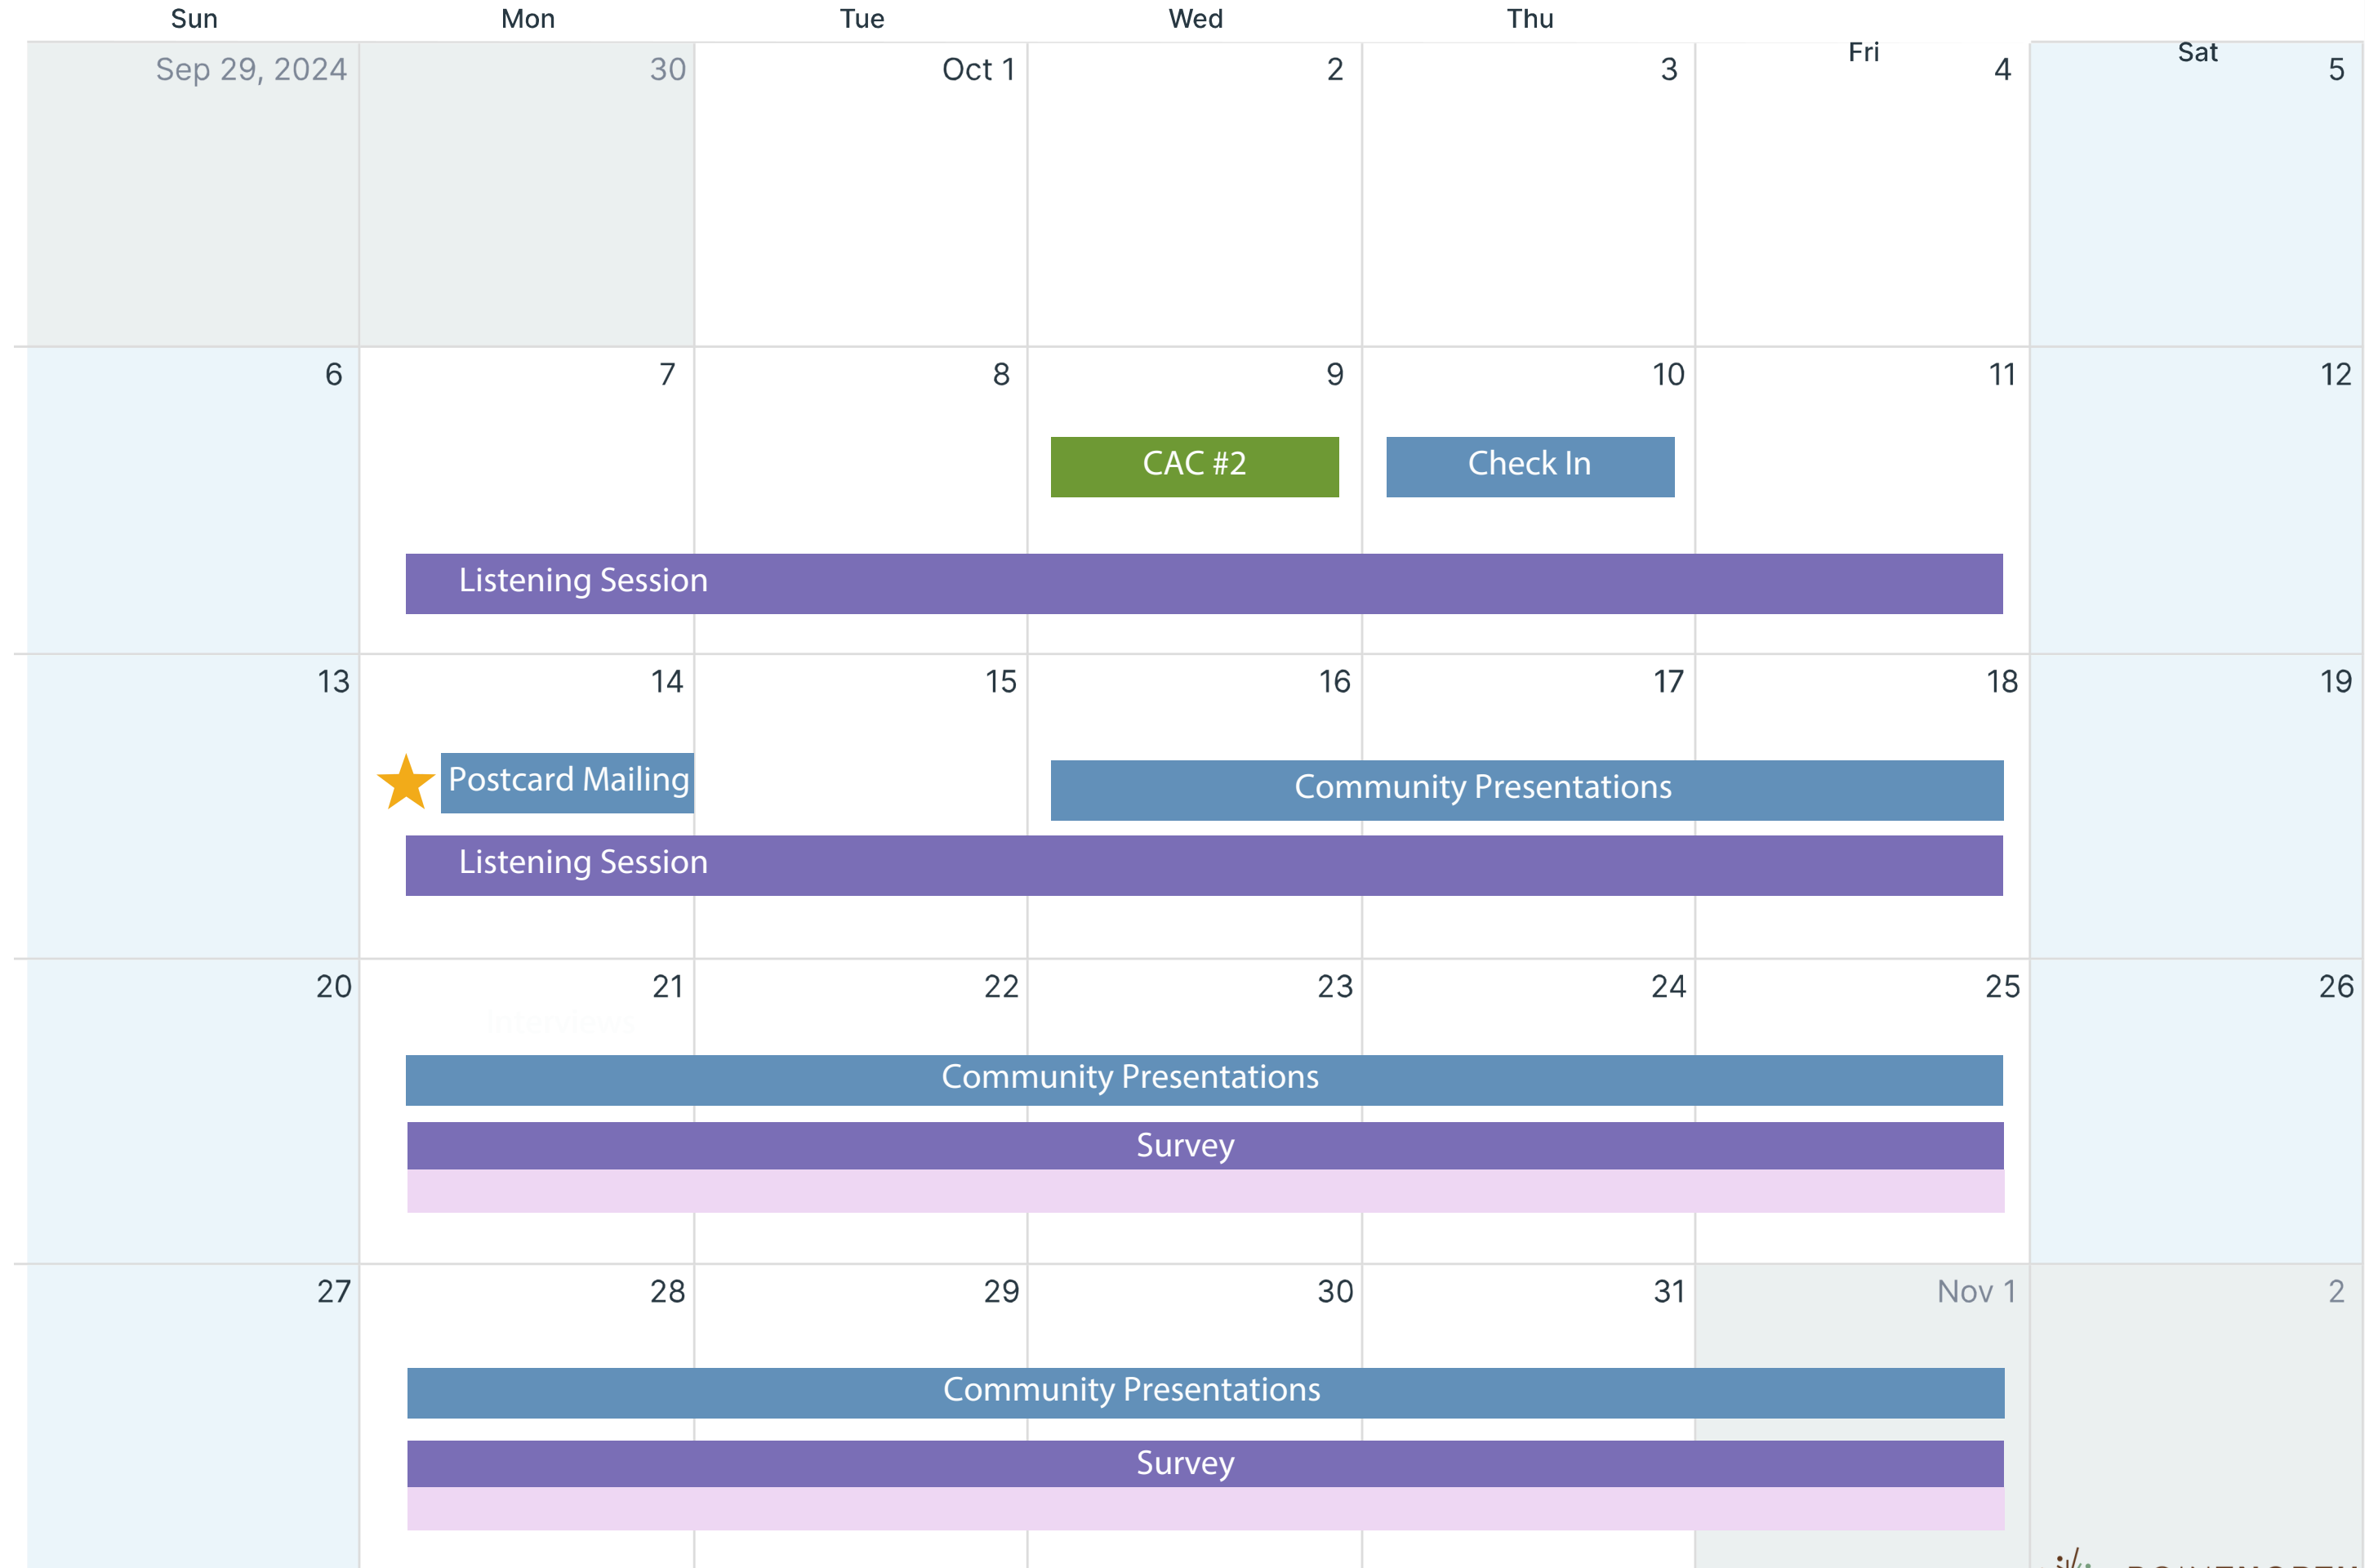 Sun Mon Tue Wed Thu Fri Sat
Sep 29, 2024 30 Oct 1 2 3 4 5
6 7 8 9 10 11 12
CAC #2 Check In
Listening Session
13 14 15 16 17 18 19
Postcard Mailing Community Presentations
Listening Session
20 21 22 23 24 25 26
Interviews
Community Presentations
Survey
27 28 29 30 31 Nov 1 2
Community Presentations
Survey